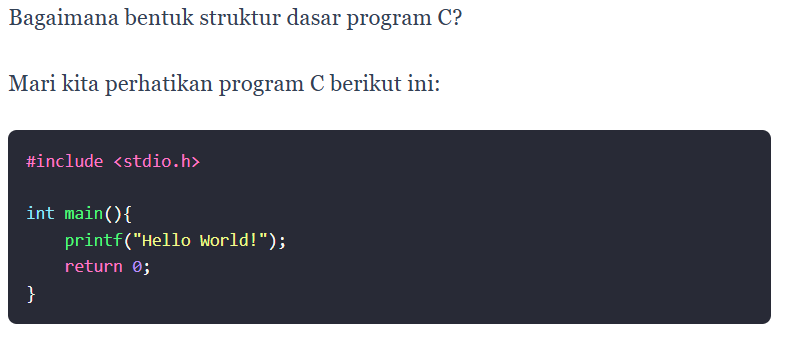 Bagaimana bentuk struktur dasar program C?
Mari kita perhatikan program C berikut ini:
#include <stdio.h>
int main(){
    printf("Hello World!");
    return 0;
}